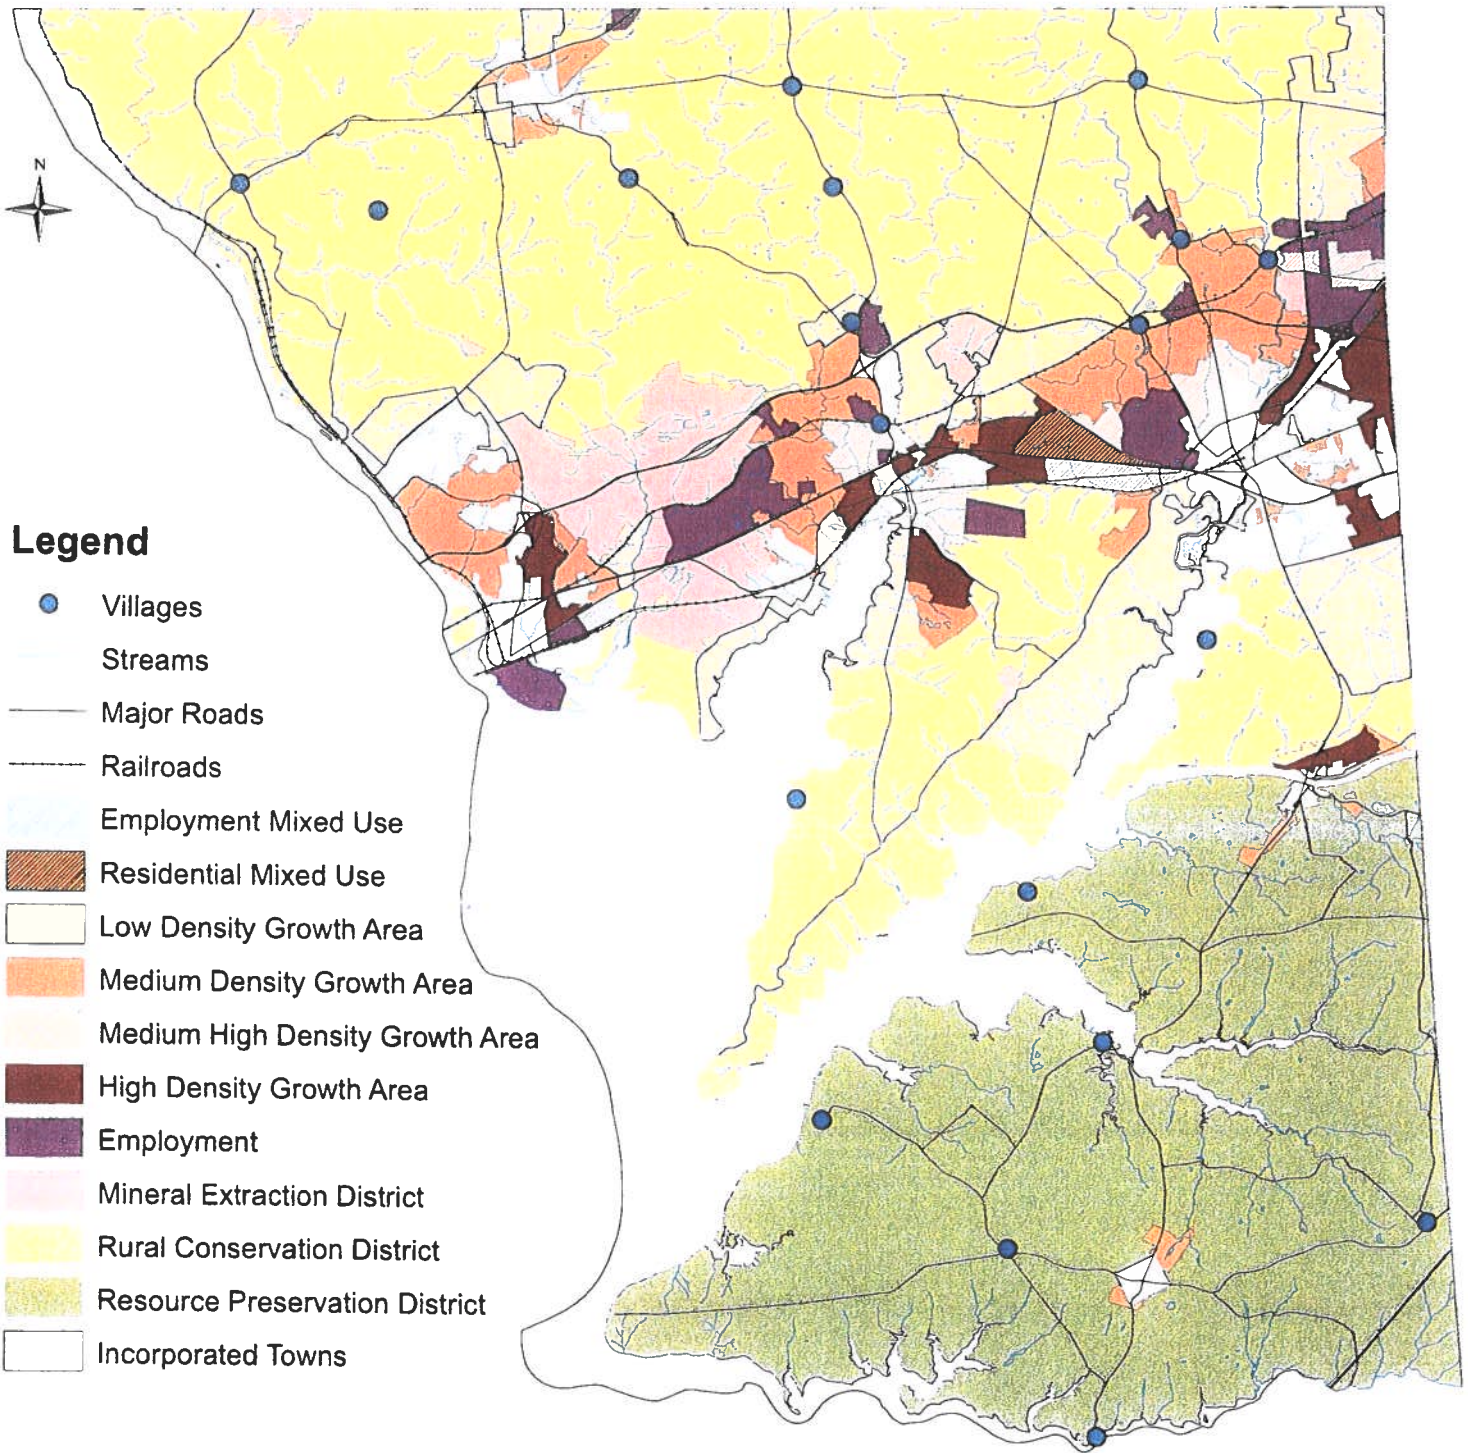 N
Legend
Villages
Streams
Major Roads
Railroads
Employment Mixed Use
Residential Mixed Use
Low Density Growth Area
Medium Density Growth Area
Medium High Density Growth Area
High Density Growth Area
Employment
Mineral Extraction District
Rural Conservation District
Resource Preservation District
Incorporated Towns